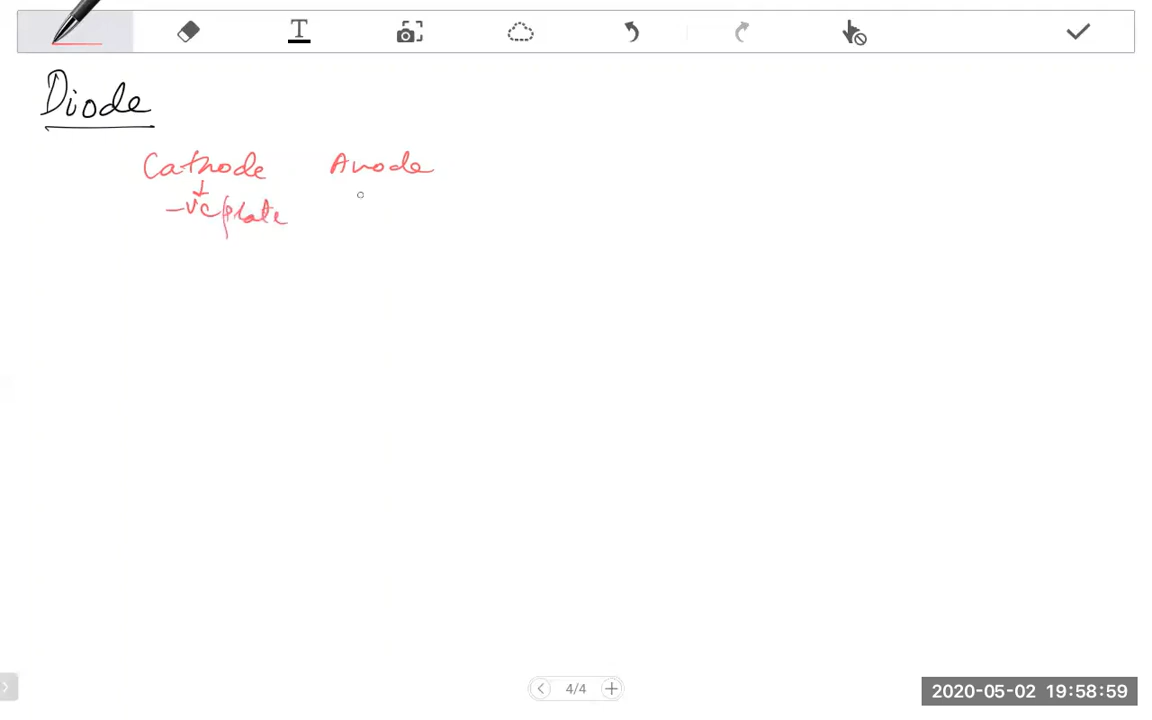 T
Diode
Cathode Anode
-ve plate
4/4
2020-05-02 19:58:59